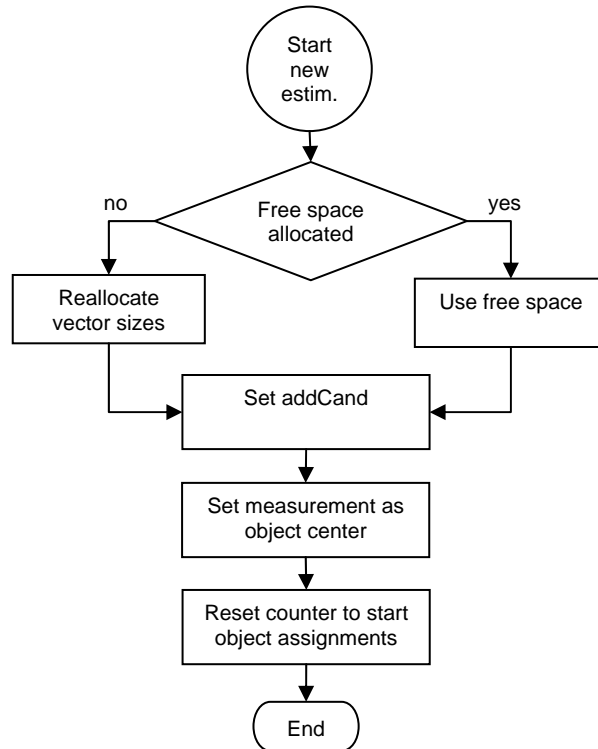 Start
new
estim.
no
yes
Free space
allocated
Reallocate
vector sizes
Use free space
Set addCand
Set measurement as
object center
Reset counter to start
object assignments
End